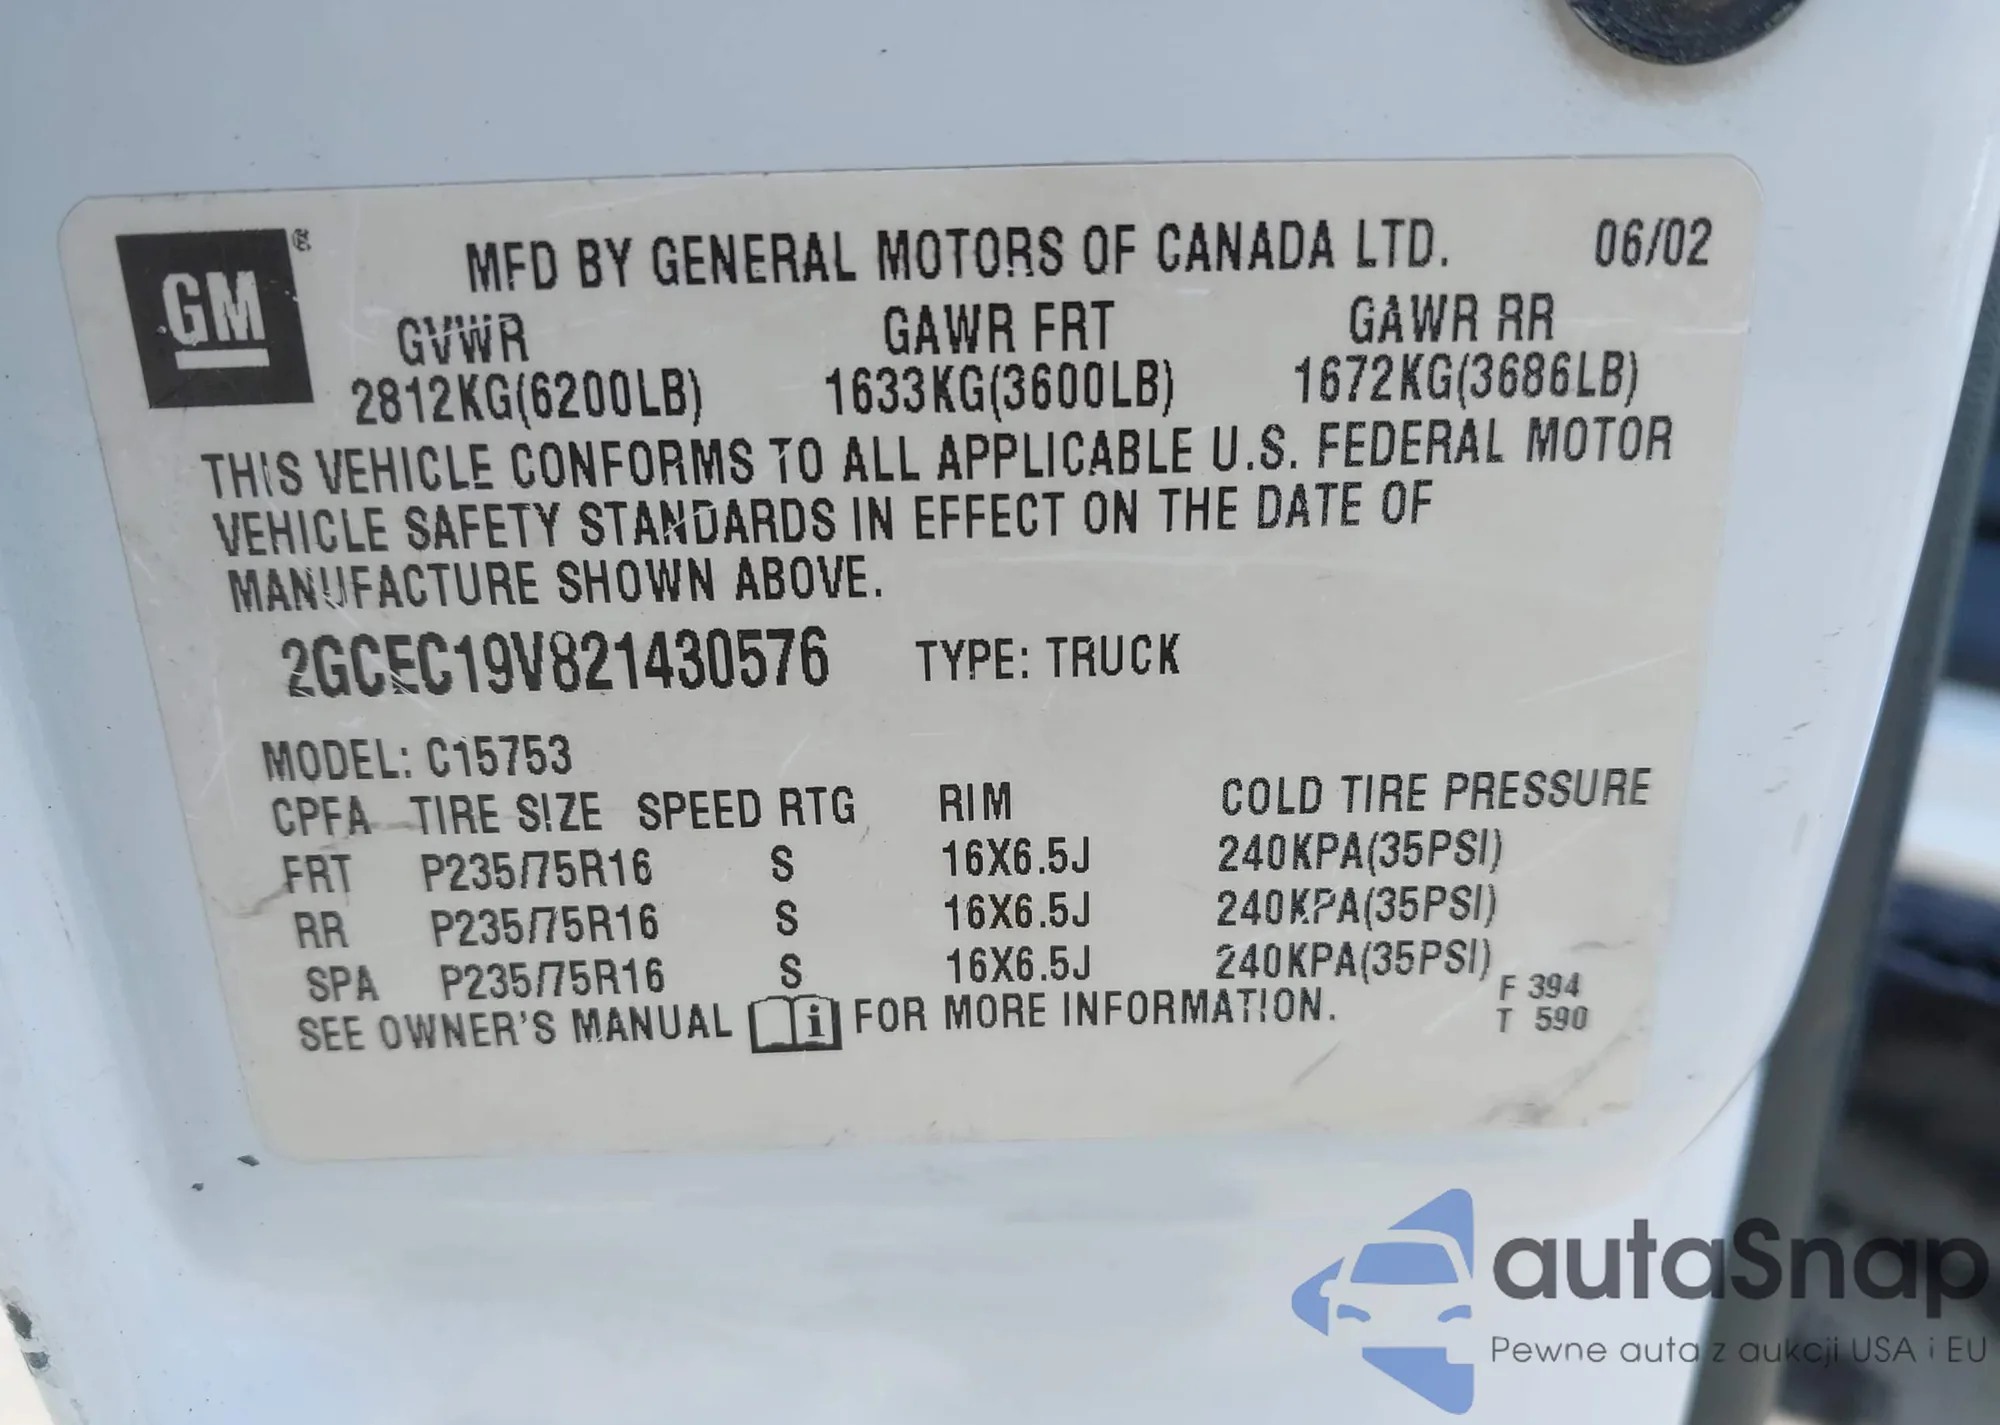 GM®
MFD BY GENERAL MOTORS OF CANADA LTD. 06/02
GVWR GAWR FRT GAWR RR
2812KG(6200LB) 1633KG(3600LB) 1672KG(3686LB)
THIS VEHICLE CONFORMS TO ALL APPLICABLE U.S. FEDERAL MOTOR
VEHICLE SAFETY STANDARDS IN EFFECT ON THE DATE OF
MANUFACTURE SHOWN ABOVE.
2GCEC19V821430576 TYPE: TRUCK
MODEL: C15753
CPFA TIRE SIZE SPEED RTG RIM COLD TIRE PRESSURE
FRT P235/75R16 S 16X6.5J 240KPA(35PSI)
RR P235/75R16 S 16X6.5J 240KPA(35PSI)
SPA P235/75R16 S 16X6.5J 240KPA(35PSI)
SEE OWNER'S MANUAL i FOR MORE INFORMATION.
F 394
T 590
autaSnap
Pewne auta z aukcji USA i EU